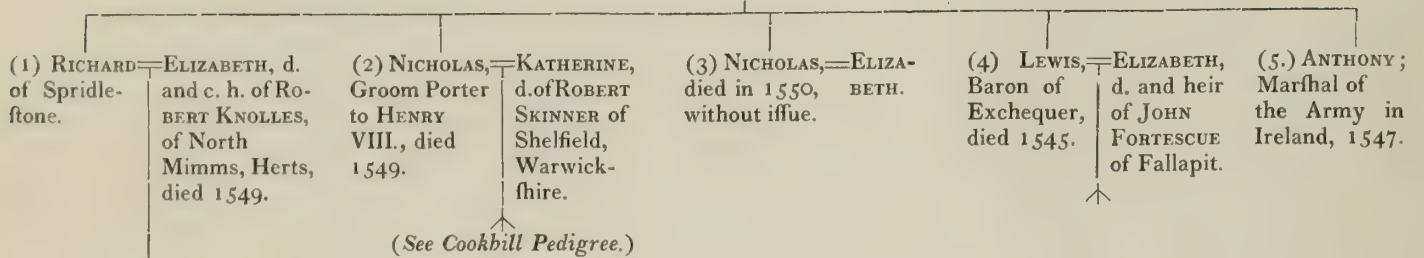 (1) RICHARD
of Spridle-
ſtone.
ELIZABETH, d.
and c. h. of Ro-
BERT KNOLLES,
of North
Mimms, Herts,
died 1549.
(2) NICHOLAS,
Groom Porter
to HENRY
VIII., died
1549.
KATHERINE,
d. of ROBERT
SKINNER of
Shelfield,
Warwick-
ſhire.
(See Cookhill Pedigree.)
(3) NICHOLAS,
died in 1550,
without iſſue.
ELIZA-
BETH.
(4) LEWIS,
Baron of
Exchequer,
died 1545.
ELIZABETH,
d. and heir
of JOHN
FORTESCUE
of Fallapit.
(5.) ANTHONY;
Marſhal of
the Army in
Ireland, 1547.